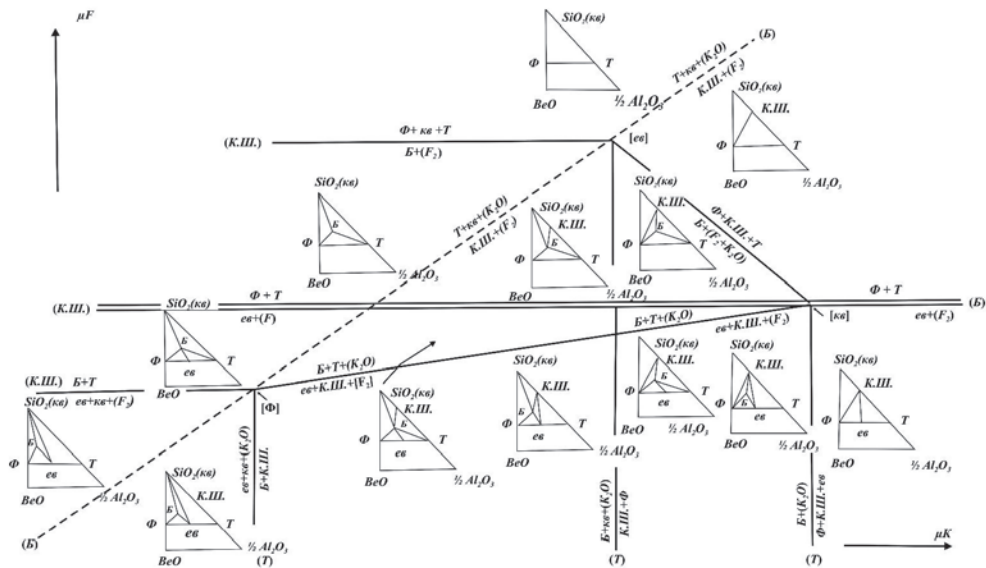 μF
SiO₂(кв)
Ф
Т
BeO
½ Al₂O₃
(Б)
Т+кв+(K₂O)
К.Ш.+(F₂)
SiO₂(кв)
К.Ш.
Ф
Т
BeO
½ Al₂O₃
(К.Ш.)
Ф+ кв +Т
Б+(F₂)
[ев]
SiO₂(кв)
Б
Ф
Т
BeO
½ Al₂O₃
Т+кв+(K₂O)
К.Ш.+(F₂)
SiO₂(кв)
К.Ш.
Б
Ф
Т
BeO
½ Al₂O₃
SiO₂(кв)
К.Ш.
Б
Ф
Т
BeO
½ Al₂O₃
Ф+К.Ш.+Т
Б+(F₂+K₂O)
(К.Ш.)
Ф + Т
ев+(F)
Ф + Т
ев+(F₂)
(Б)
[кв]
SiO₂(кв)
Б
Ф
ев
Т
BeO
½ Al₂O₃
(К.Ш.)
Б+Т
ев+кв+(F₂)
[Ф]
Б+Т+(K₂O)
ев+К.Ш.+[F₂]
Б+Т+(K₂O)
ев+К.Ш.+(F₂)
SiO₂(кв)
Б
Ф
ев
Т
BeO
½ Al₂O₃
(Б)
SiO₂(кв)
К.Ш.
Б
Ф
ев
Т
BeO
½ Al₂O₃
ев+кв+(K₂O)
Б+К.Ш.
(Т)
SiO₂(кв)
К.Ш.
Б
Ф
ев
Т
BeO
½ Al₂O₃
SiO₂(кв)
К.Ш.
Б
Ф
ев
Т
BeO
½ Al₂O₃
Б+кв+(K₂O)
К.Ш.+Ф
(Т)
SiO₂(кв)
К.Ш.
Б
Ф
ев
Т
BeO
½ Al₂O₃
SiO₂(кв)
К.Ш.
Б
Ф
ев
Т
BeO
½ Al₂O₃
Б+(K₂O)
Ф+К.Ш.+ев
(Т)
SiO₂(кв)
К.Ш.
Ф
ев
Т
BeO
½ Al₂O₃
μK